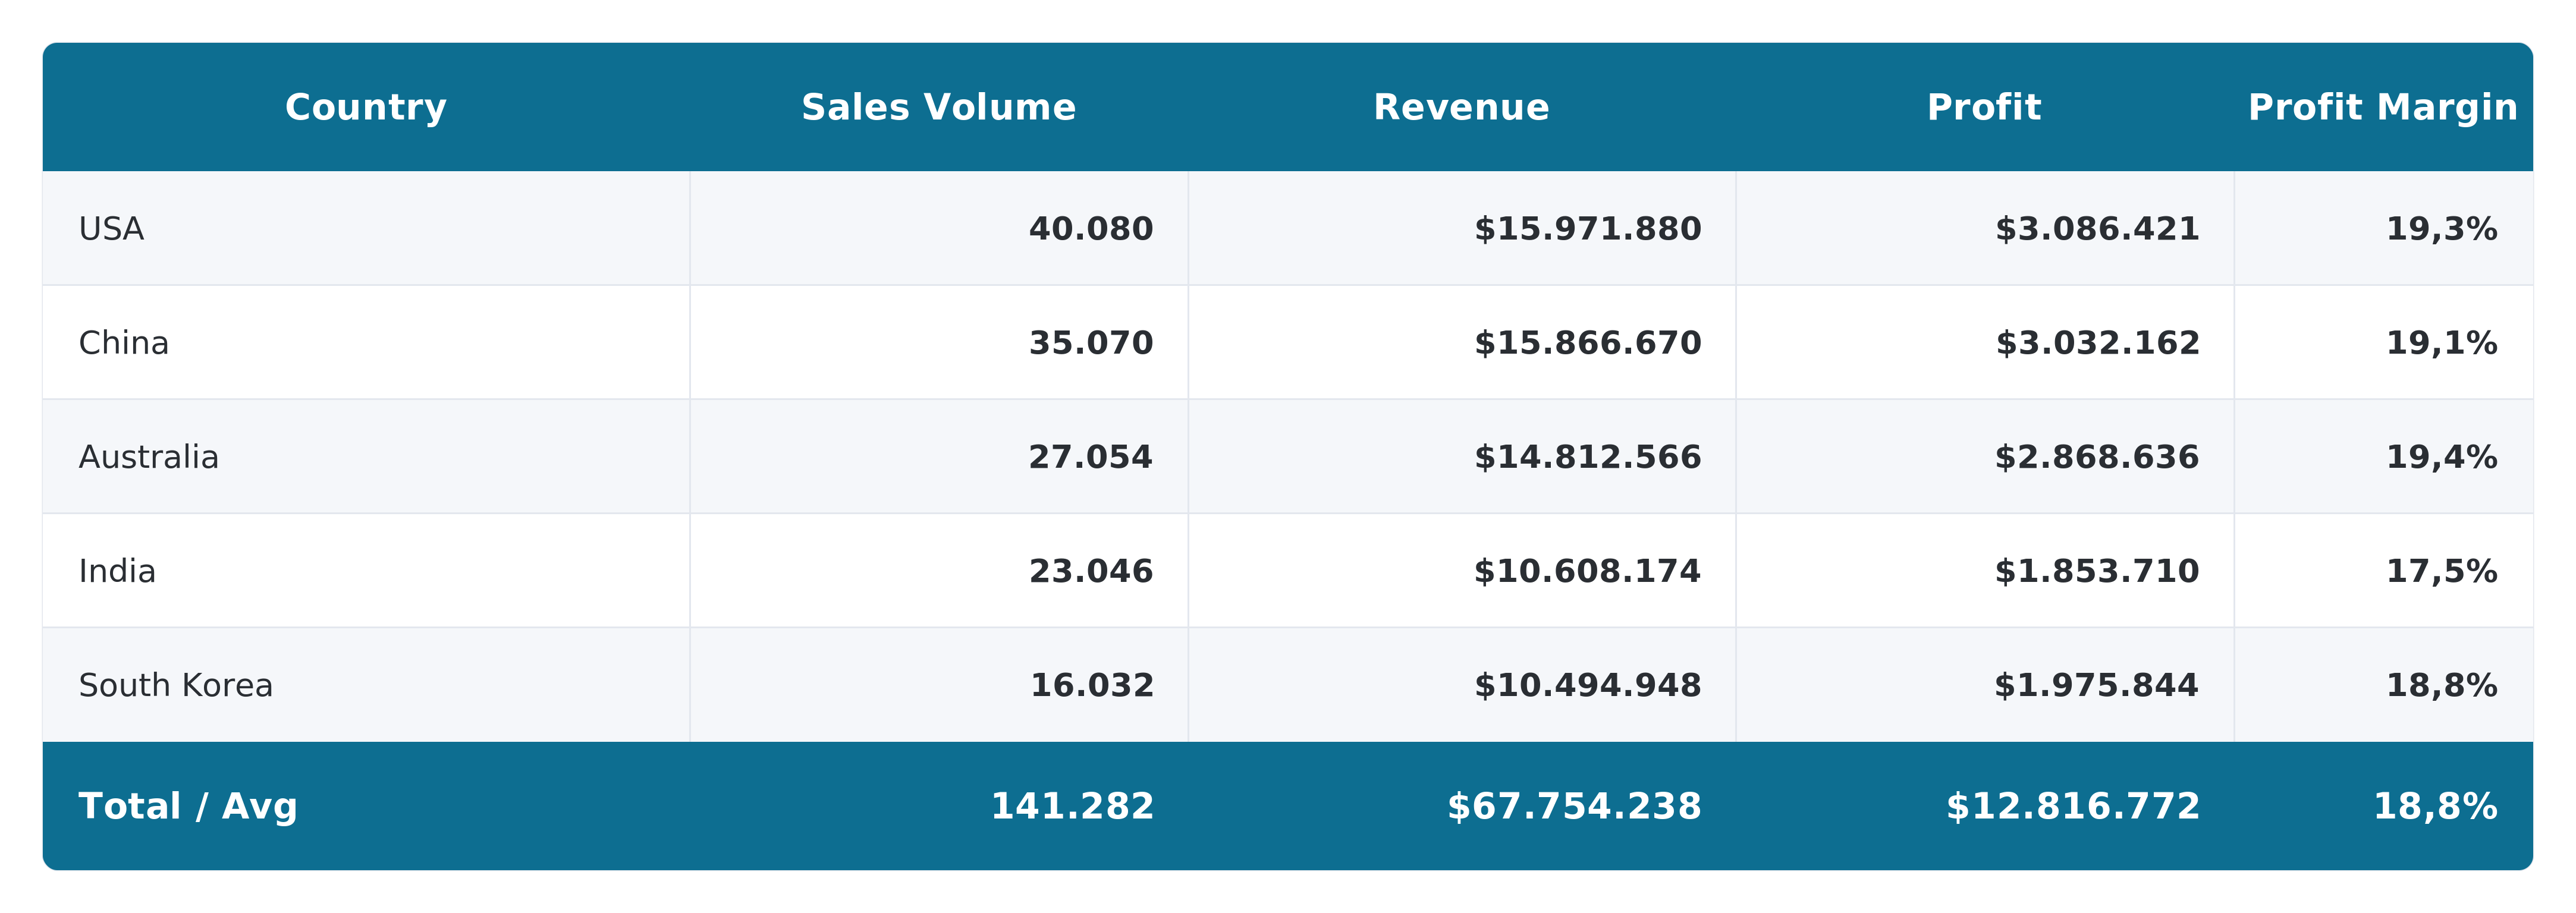 Country Sales Volume Revenue Profit Profit Margin
USA 40.080 $15.971.880 $3.086.421 19,3%
China 35.070 $15.866.670 $3.032.162 19,1%
Australia 27.054 $14.812.566 $2.868.636 19,4%
India 23.046 $10.608.174 $1.853.710 17,5%
South Korea 16.032 $10.494.948 $1.975.844 18,8%
Total / Avg 141.282 $67.754.238 $12.816.772 18,8%